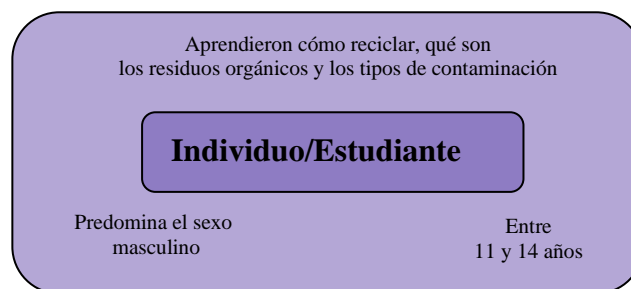 Aprendieron cómo reciclar, qué son
los residuos orgánicos y los tipos de contaminación
Individuo/Estudiante
Predomina el sexo
masculino
Entre
11 y 14 años